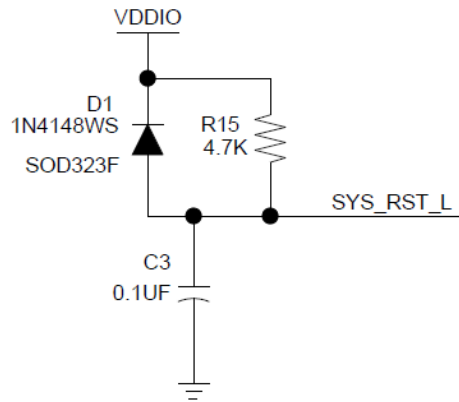 VDDIO
D1
1N4148WS
SOD323F
R15
4.7K
SYS_RST_L
C3
0.1UF